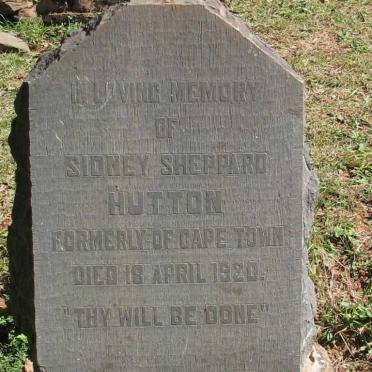 IN LOVING MEMORY
OF
SIDNEY SHEPPARD
HUTTON
FORMERLY OF CAPE TOWN
DIED 18 APRIL 1920.
"THY WILL BE DONE"